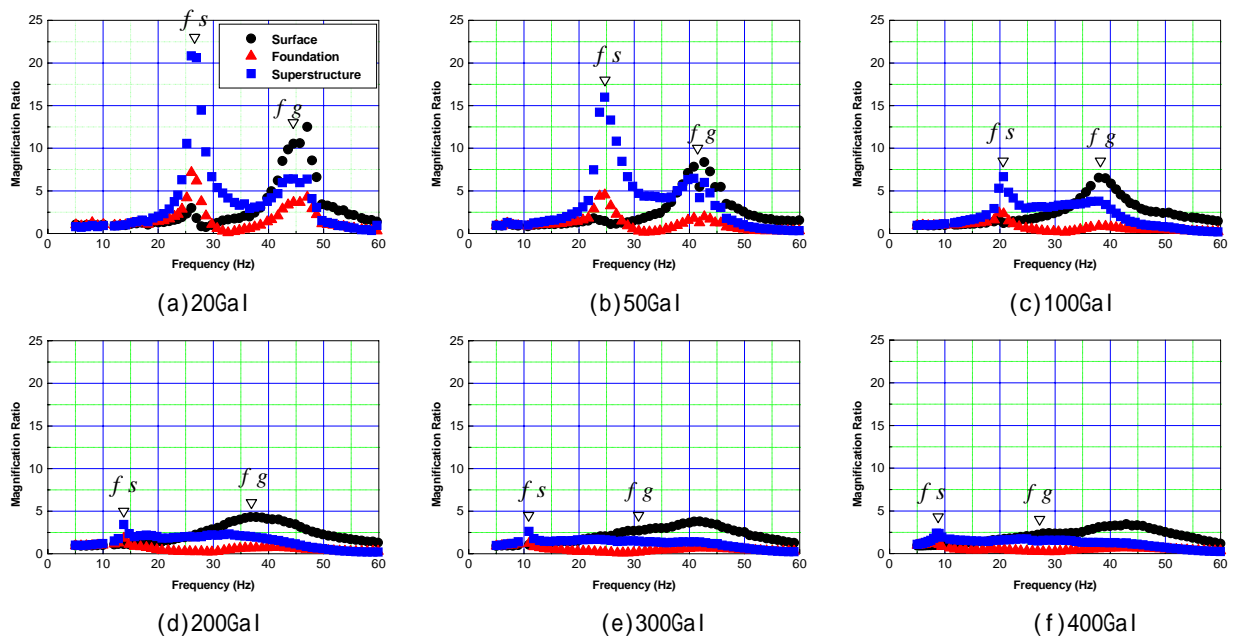 25
20
15
10
5
0
Magnification Ratio
f s
f g
Surface
Foundation
Superstructure
0 10 20 30 40 50 60
Frequency (Hz)
(a)20Gal
25
20
15
10
5
0
Magnification Ratio
f s
f g
0 10 20 30 40 50 60
Frequency (Hz)
(b)50Gal
25
20
15
10
5
0
Magnification Ratio
f s
f g
0 10 20 30 40 50 60
Frequency (Hz)
(c)100Gal
25
20
15
10
5
0
Magnification Ratio
f s
f g
0 10 20 30 40 50 60
Frequency (Hz)
(d)200Gal
25
20
15
10
5
0
Magnification Ratio
f s
f g
0 10 20 30 40 50 60
Frequency (Hz)
(e)300Gal
25
20
15
10
5
0
Magnification Ratio
f s
f g
0 10 20 30 40 50 60
Frequency (Hz)
(f)400Gal